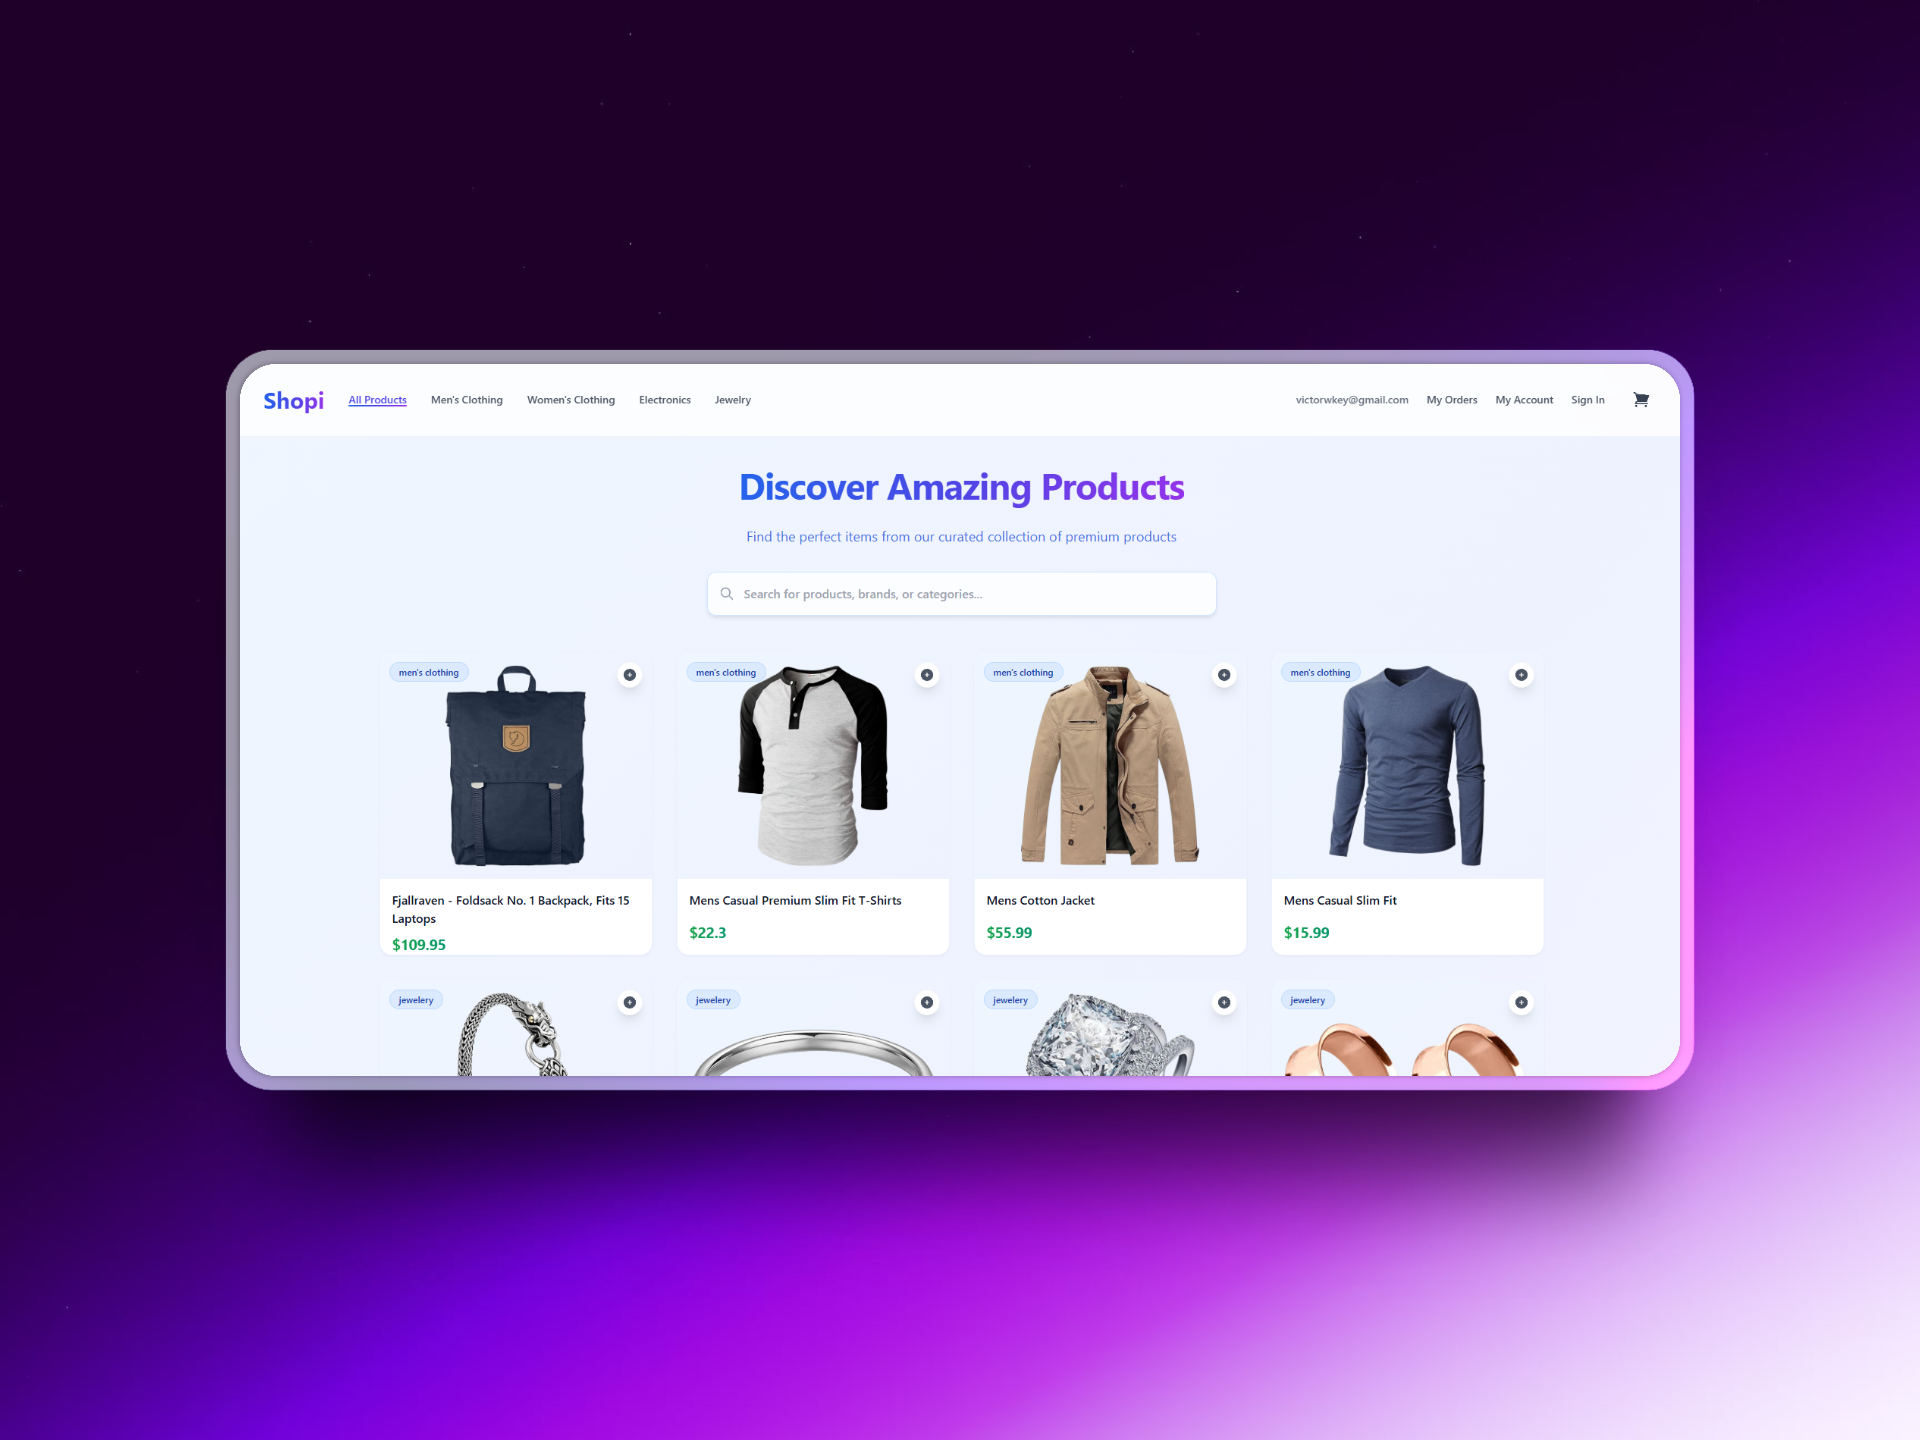 Shopi All Products Men's Clothing Women's Clothing Electronics Jewelry victorwkey@gmail.com My Orders My Account Sign In
Discover Amazing Products
Find the perfect items from our curated collection of premium products
Search for products, brands, or categories...
men's clothing men's clothing men's clothing men's clothing
Fjallraven - Foldsack No. 1 Backpack, Fits 15 Mens Casual Premium Slim Fit T-Shirts Mens Cotton Jacket Mens Casual Slim Fit
Laptops
$109.95 $22.3 $55.99 $15.99
jewelery jewelery jewelery jewelery